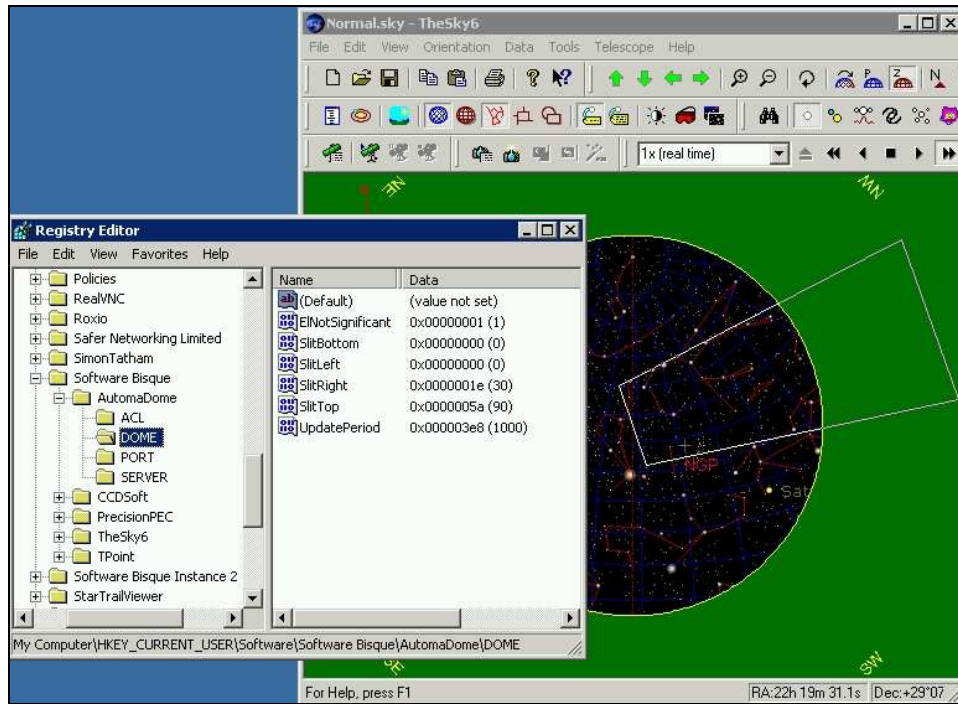 Normal.sky - TheSky6
File Edit View Orientation Data Tools Telescope Help
1x (real time)
NE
NW
Registry Editor
File Edit View Favorites Help
Policies
RealVNC
Roxio
Safer Networking Limited
SimonTatham
Software Bisque
AutomaDome
ACL
DOME
PORT
SERVER
CCDSoft
PrecisionPEC
TheSky6
TPoint
Software Bisque Instance 2
StarTrailViewer
Name Data
(Default) (value not set)
ElNotSignificant 0x00000001 (1)
SlitBottom 0x00000000 (0)
SlitLeft 0x00000000 (0)
SlitRight 0x0000001e (30)
SlitTop 0x0000005a (90)
UpdatePeriod 0x000003e8 (1000)
NGP
Sat
My Computer\HKEY_CURRENT_USER\Software\Software Bisque\AutomaDome\DOME
SE
SW
For Help, press F1
RA:22h 19m 31.1s Dec:+29°07